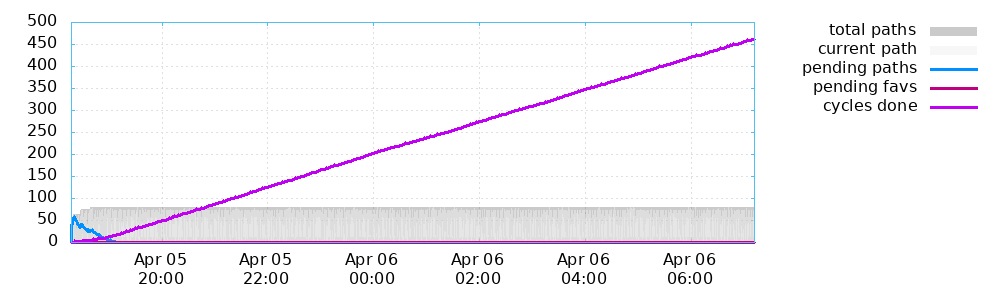 500
450
400
350
300
250
200
150
100
50
0
Apr 05 Apr 05 Apr 06 Apr 06 Apr 06 Apr 06
20:00 22:00 00:00 02:00 04:00 06:00
total paths
current path
pending paths
pending favs
cycles done